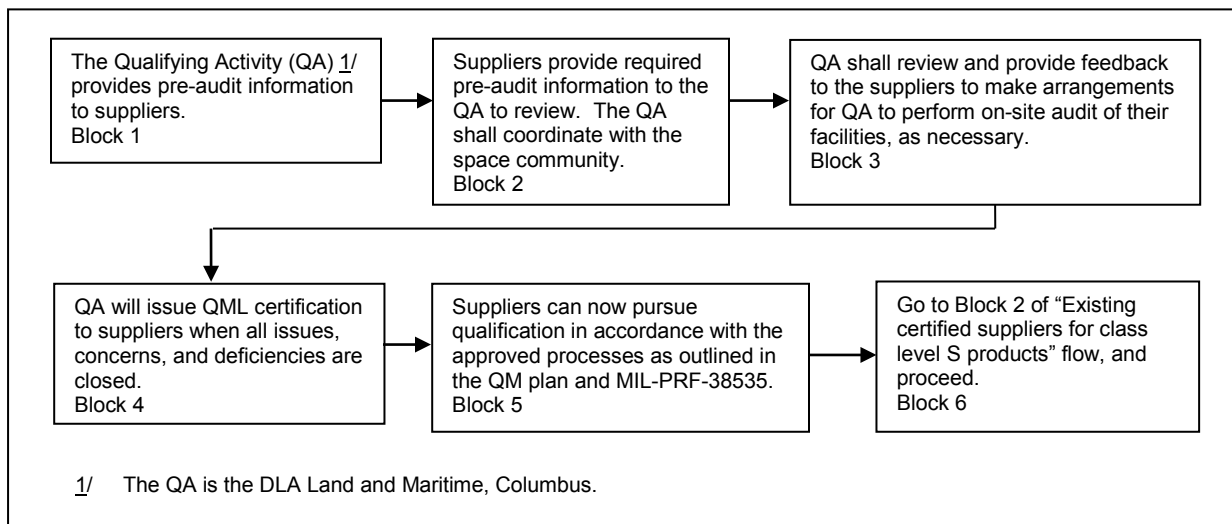 The Qualifying Activity (QA) 1/
provides pre-audit information
to suppliers.
Block 1
Suppliers provide required
pre-audit information to the
QA to review.  The QA
shall coordinate with the
space community.
Block 2
QA shall review and provide feedback
to the suppliers to make arrangements
for QA to perform on-site audit of their
facilities, as necessary.
Block 3
QA will issue QML certification
to suppliers when all issues,
concerns, and deficiencies are
closed.
Block 4
Suppliers can now pursue
qualification in accordance with the
approved processes as outlined in
the QM plan and MIL-PRF-38535.
Block 5
Go to Block 2 of “Existing
certified suppliers for class
level S products” flow, and
proceed.
Block 6
1/ The QA is the DLA Land and Maritime, Columbus.